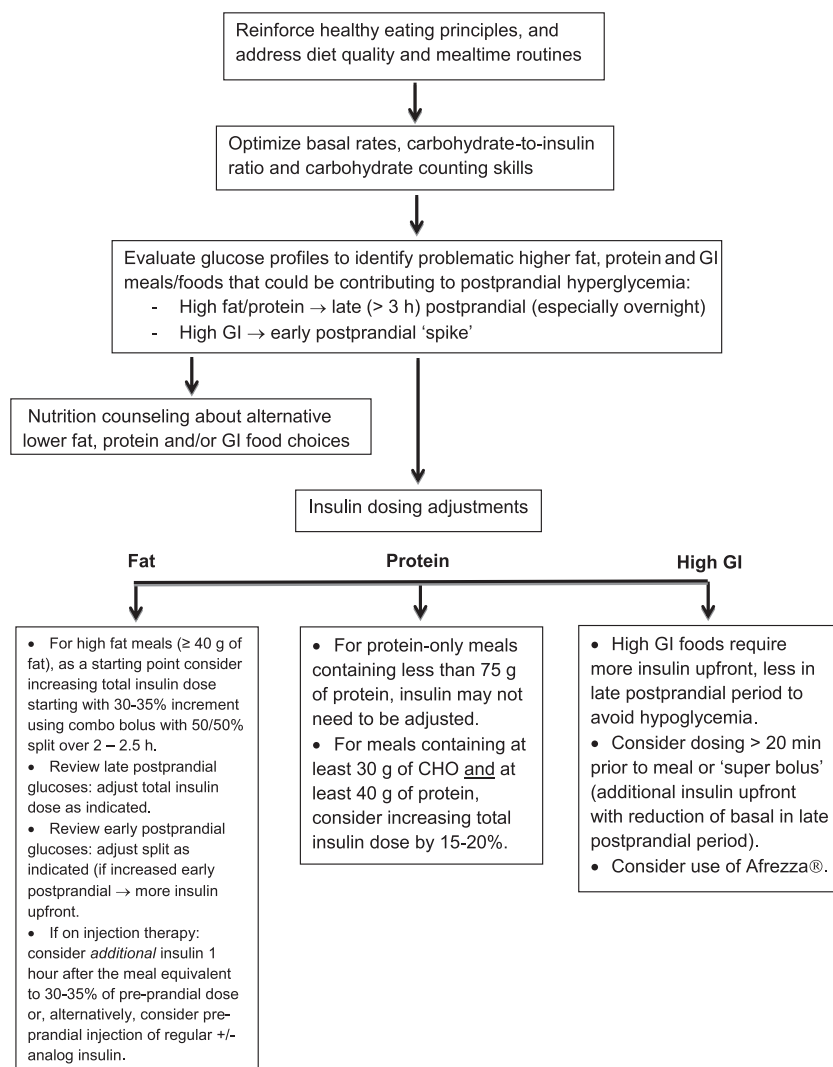 Reinforce healthy eating principles, and
address diet quality and mealtime routines
Optimize basal rates, carbohydrate-to-insulin
ratio and carbohydrate counting skills
Evaluate glucose profiles to identify problematic higher fat, protein and GI
meals/foods that could be contributing to postprandial hyperglycemia:
- High fat/protein → late (> 3 h) postprandial (especially overnight)
- High GI → early postprandial ‘spike’
Nutrition counseling about alternative
lower fat, protein and/or GI food choices
Insulin dosing adjustments
Fat
• For high fat meals (≥ 40 g of
fat), as a starting point consider
increasing total insulin dose
starting with 30-35% increment
using combo bolus with 50/50%
split over 2 – 2.5 h.
• Review late postprandial
glucoses: adjust total insulin
dose as indicated.
• Review early postprandial
glucoses: adjust split as
indicated (if increased early
postprandial → more insulin
upfront.
• If on injection therapy:
consider additional insulin 1
hour after the meal equivalent
to 30-35% of pre-prandial dose
or, alternatively, consider pre-
prandial injection of regular +/-
analog insulin.
Protein
• For protein-only meals
containing less than 75 g
of protein, insulin may not
need to be adjusted.
• For meals containing at
least 30 g of CHO and at
least 40 g of protein,
consider increasing total
insulin dose by 15-20%.
High GI
• High GI foods require
more insulin upfront, less in
late postprandial period to
avoid hypoglycemia.
• Consider dosing > 20 min
prior to meal or ‘super bolus’
(additional insulin upfront
with reduction of basal in late
postprandial period).
• Consider use of Afrezza®.